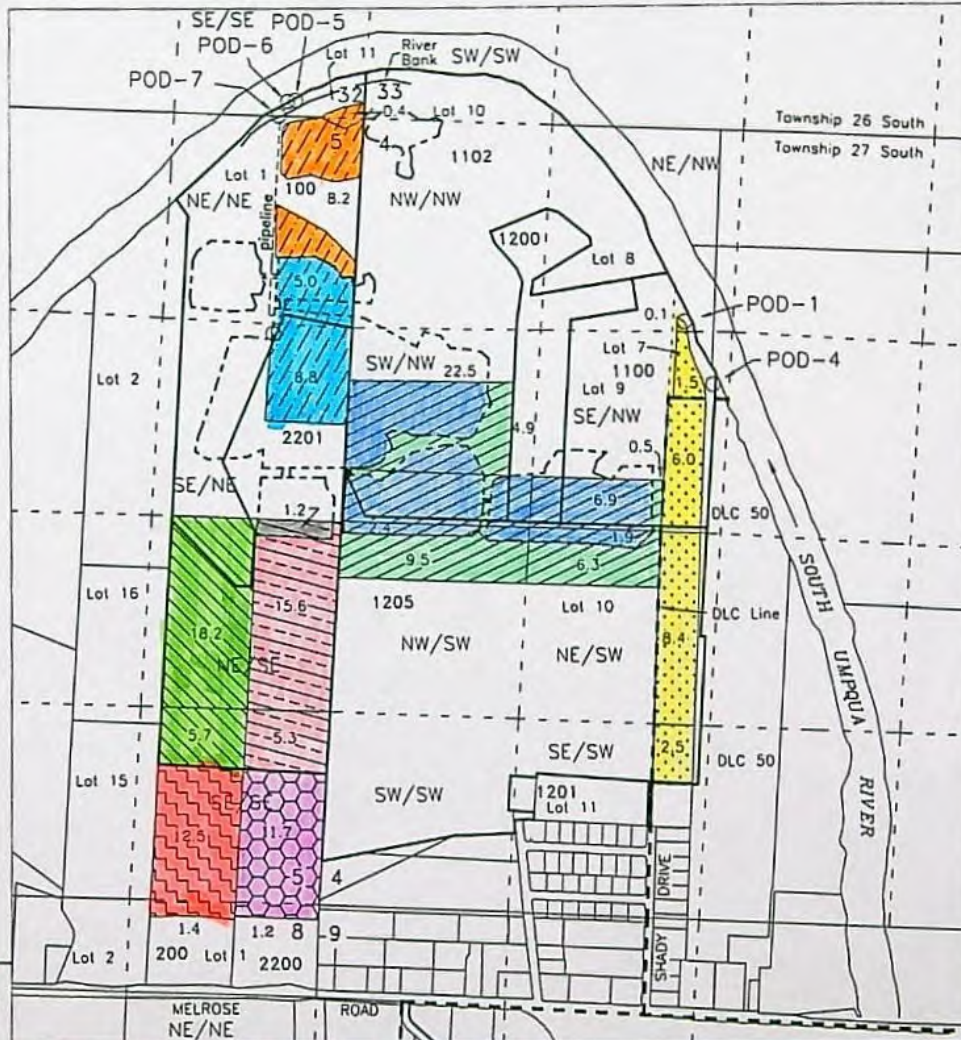 SE/SE POD-5
POD-6
POD-7
Lot 11
River
Bank
SW/SW
32 33
0.4
Lot 10
5 4
1102
Township 26 South
Township 27 South
NE/NW
Lot 1
NE/NE
100
8.2
NW/NW
pipeline
1200
Lot 8
5.0
POD-1
0.1
Lot 7
1100
POD-4
Lot 2
8.8
SW/NW
22.5
Lot 9
1.5
SE/NW
2201
4.9
0.5
6.0
SE/NE
6.9
1.2
2.4
1.9
DLC 50
9.5
6.3
Lot 16
15.6
1205
Lot 10
DLC Line
18.2
NE/SE
NW/SW
NE/SW
8.4
SOUTH
UMPQUA
RIVER
5.7
5.3
SE/SW
2.5
DLC 50
Lot 15
SE/SE
SW/SW
1201
Lot 11
12.5
11.7
5 4
SHADY DRIVE
1.4
1.2
8 9
Lot 2
200
Lot 1
2200
MELROSE ROAD
NE/NE